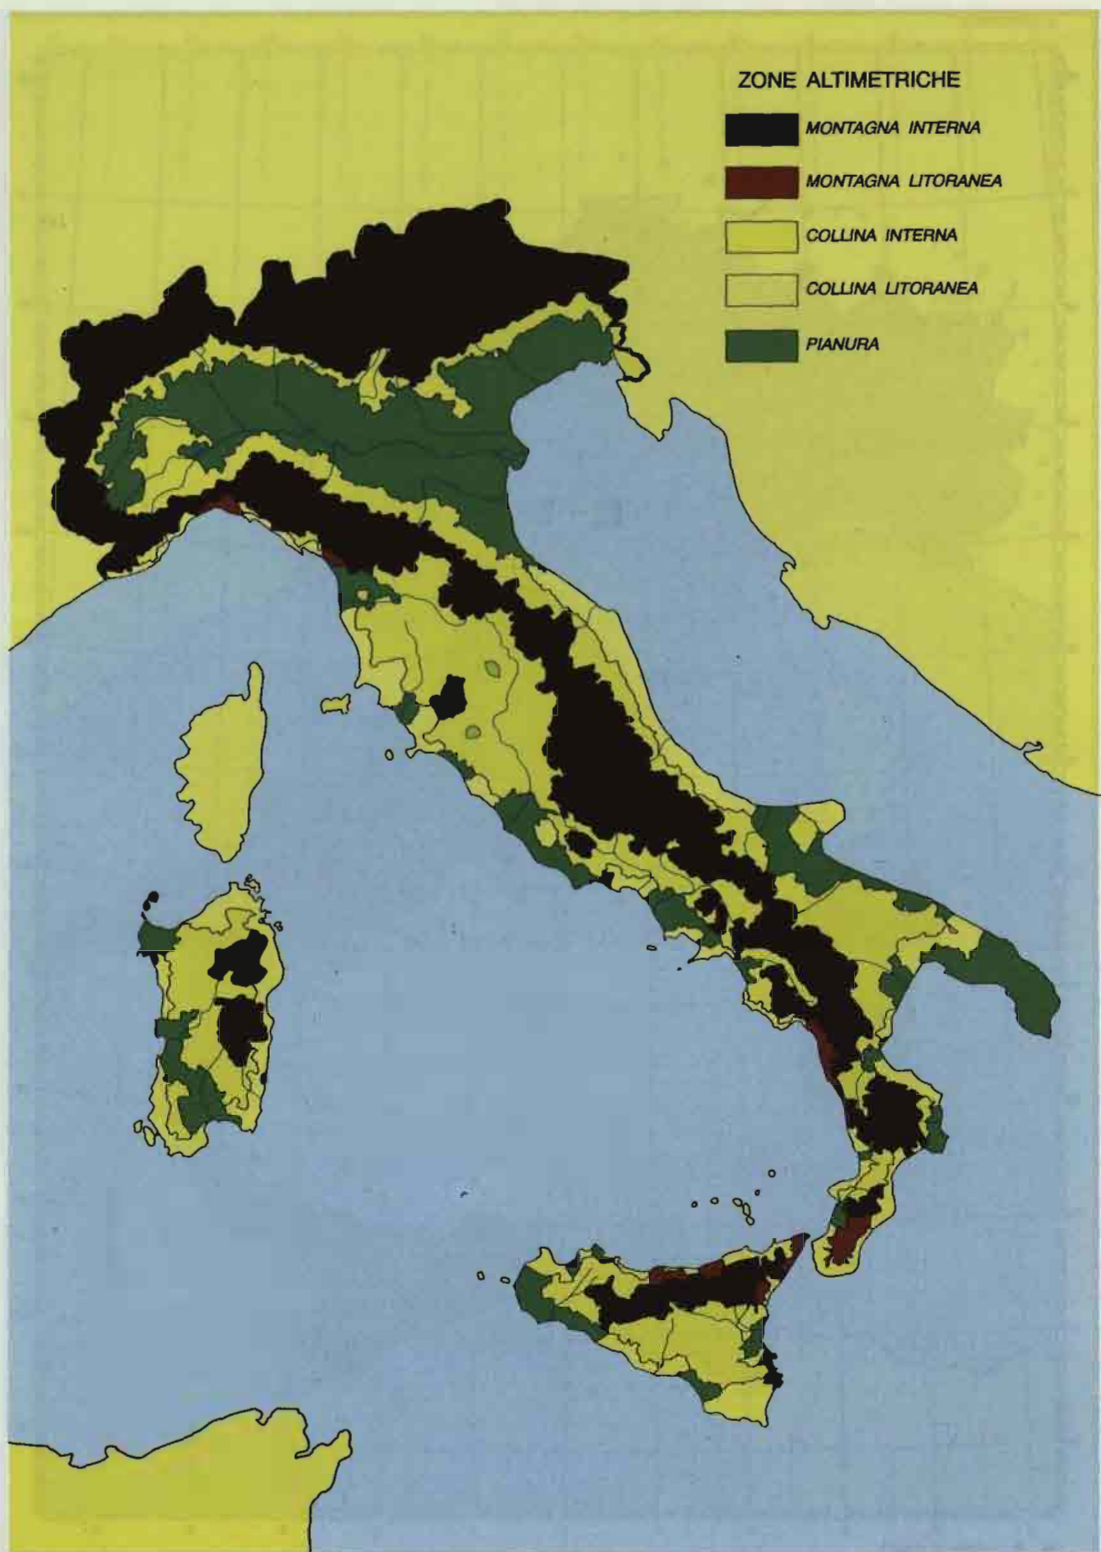 ZONE ALTIMETRICHE
MONTAGNA INTERNA
MONTAGNA LITORANEA
COLLINA INTERNA
COLLINA LITORANEA
PIANURA